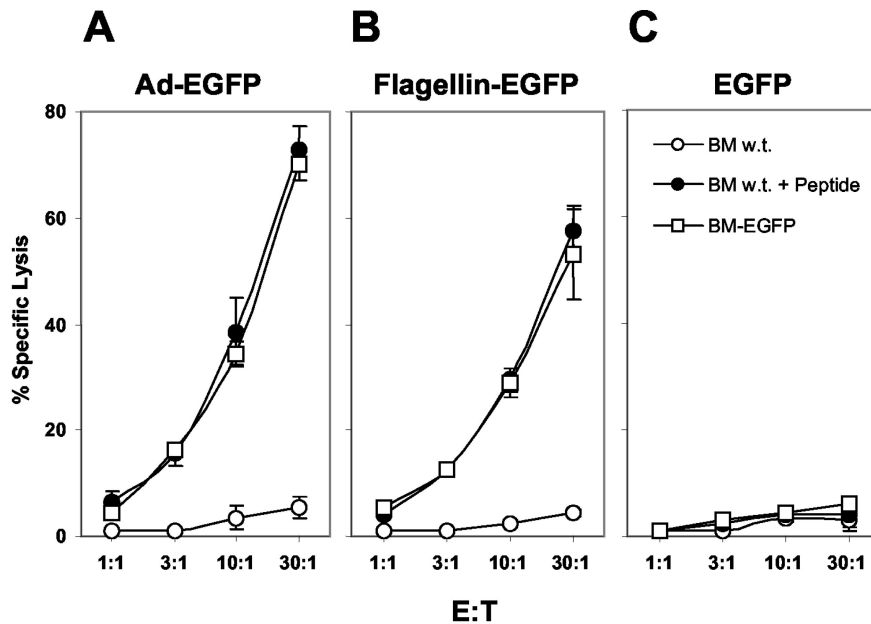 A B C
Ad-EGFP Flagellin-EGFP EGFP
80
60
40
20
0
% Specific Lysis
BM w.t.
BM w.t. + Peptide
BM-EGFP
1:1 3:1 10:1 30:1 1:1 3:1 10:1 30:1 1:1 3:1 10:1 30:1
E:T